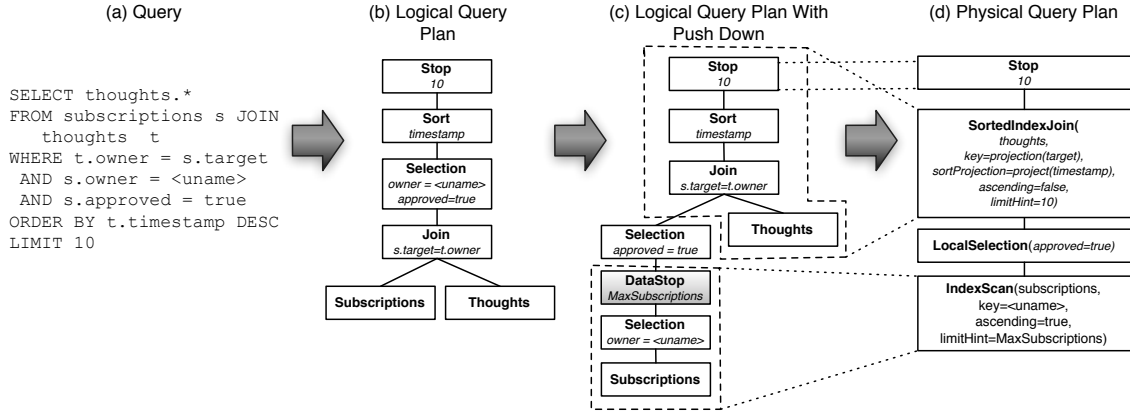 (a) Query
SELECT thoughts.*
FROM subscriptions s JOIN
thoughts t
WHERE t.owner = s.target
AND s.owner = <uname>
AND s.approved = true
ORDER BY t.timestamp DESC
LIMIT 10
(b) Logical Query
Plan
Stop
10
Sort
timestamp
Selection
owner = <uname>
approved=true
Join
s.target=t.owner
Subscriptions
Thoughts
(c) Logical Query Plan With
Push Down
Stop
10
Sort
timestamp
Join
s.target=t.owner
Selection
approved = true
Thoughts
DataStop
MaxSubscriptions
Selection
owner = <uname>
Subscriptions
(d) Physical Query Plan
Stop
10
SortedIndexJoin(
thoughts,
key=projection(target),
sortProjection=project(timestamp),
ascending=false,
limitHint=10)
LocalSelection(approved=true)
IndexScan(subscriptions,
key=<uname>,
ascending=true,
limitHint=MaxSubscriptions)